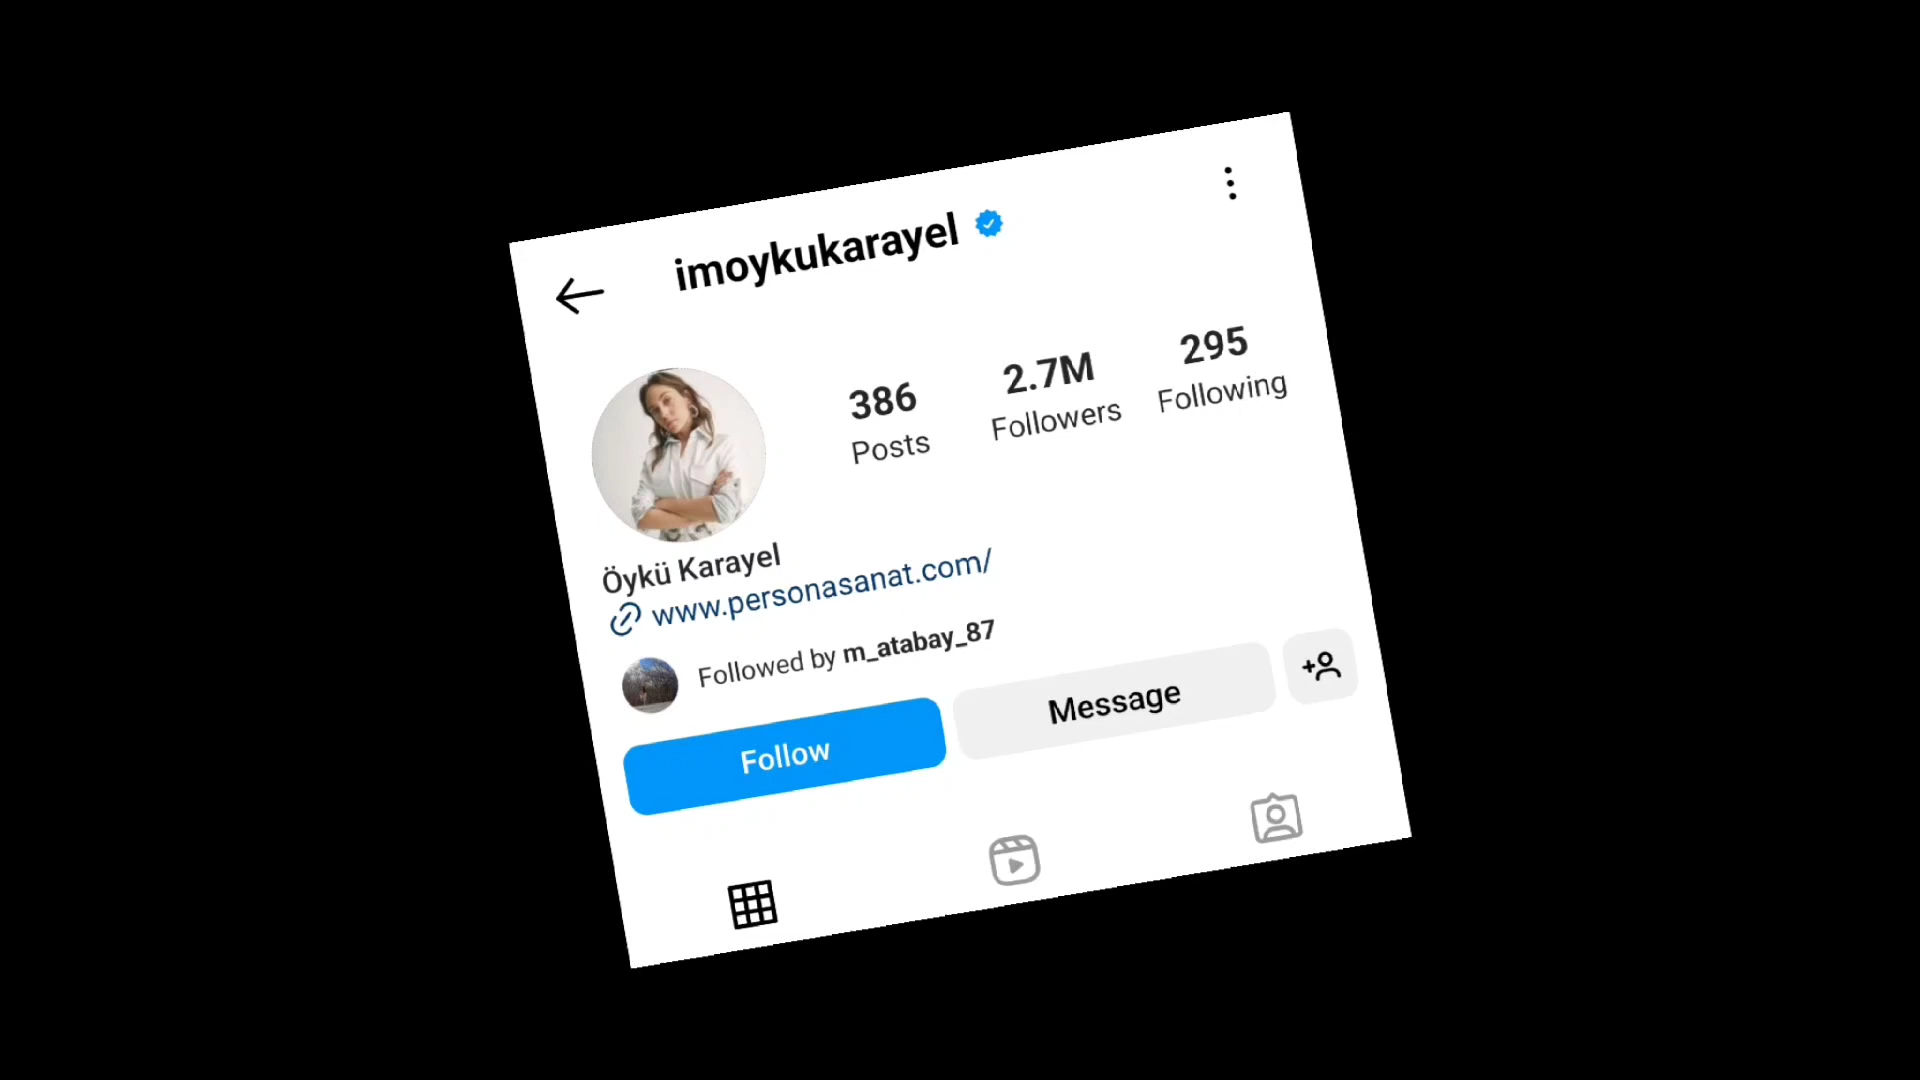 imoykukarayel
386 2.7M 295
Posts Followers Following
Öykü Karayel
www.personasanat.com/
Followed by m_atabay_87
Follow Message